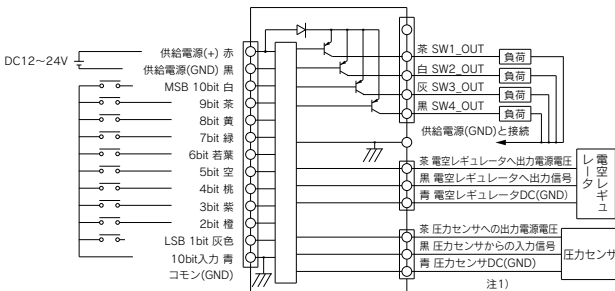 DC12~24V
供給電源(+) 赤
供給電源(GND) 黒
MSB 10bit 白
9bit 茶
8bit 黄
7bit 緑
6bit 若葉
5bit 空
4bit 桃
3bit 紫
2bit 橙
LSB 1bit 灰色
10bit入力 青
コモン(GND)
茶 SW1_OUT
負荷
白 SW2_OUT
負荷
灰 SW3_OUT
負荷
黒 SW4_OUT
負荷
供給電源(GND)と接続
茶 電空レギュレータへ出力電源電圧
黒 電空レギュレータへ出力信号
青 電空レギュレータDC(GND)
電空レギュレータ
茶 圧力センサへの出力電源電圧
黒 圧力センサからの入力信号
青 圧力センサDC(GND)
圧力センサ
注1)